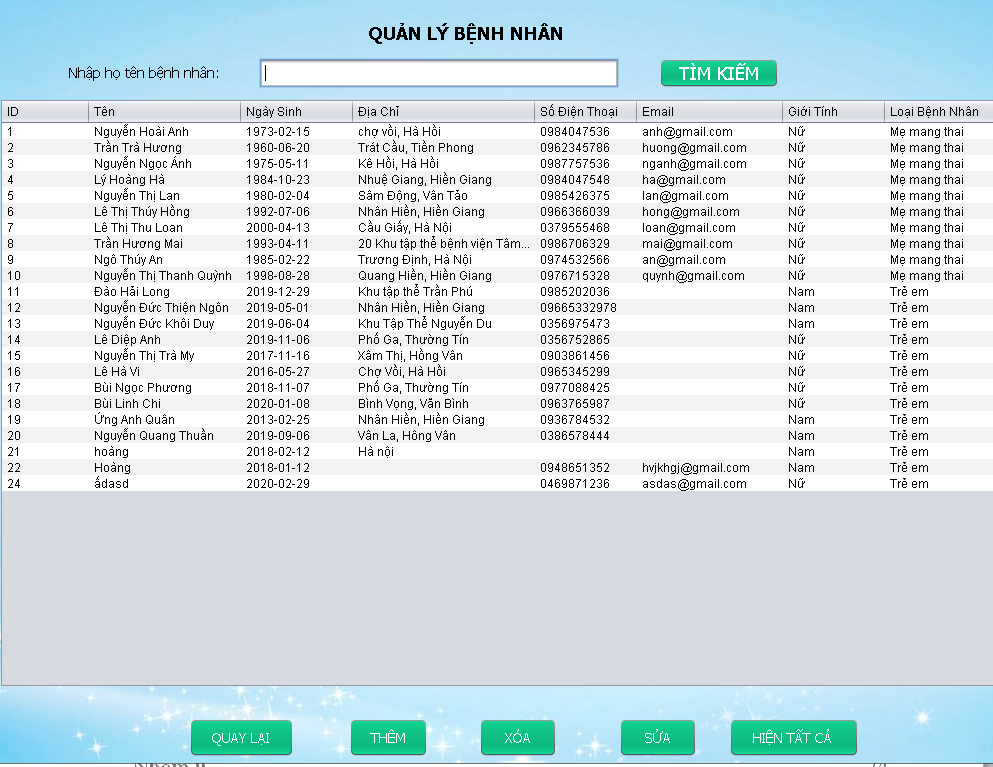 QUẢN LÝ BỆNH NHÂN
Nhập họ tên bệnh nhân: TÌM KIẾM
ID Tên Ngày Sinh Địa Chỉ Số Điện Thoại Email Giới Tính Loại Bệnh Nhân
1 Nguyễn Hoài Anh 1973-02-15 chợ vồi, Hà Hồi 0984047536 anh@gmail.com Nữ Mẹ mang thai
2 Trần Trà Hương 1960-06-20 Trát Cầu, Tiền Phong 0962345786 huong@gmail.com Nữ Mẹ mang thai
3 Nguyễn Ngọc Ánh 1975-05-11 Kê Hồi, Hà Hồi 0987757536 nganh@gmail.com Nữ Mẹ mang thai
4 Lý Hoàng Hà 1984-10-23 Nhuệ Giang, Hiền Giang 0984047548 ha@gmail.com Nữ Mẹ mang thai
5 Nguyễn Thị Lan 1980-02-04 Sâm Động, Vân Tảo 0985426375 lan@gmail.com Nữ Mẹ mang thai
6 Lê Thị Thúy Hồng 1992-07-06 Nhân Hiền, Hiền Giang 0966366039 hong@gmail.com Nữ Mẹ mang thai
7 Lê Thị Thu Loan 2000-04-13 Cầu Giấy, Hà Nội 0379555468 loan@gmail.com Nữ Mẹ mang thai
8 Trần Hương Mai 1993-04-11 20 Khu tập thể bệnh viện Tâm... 0986706329 mai@gmail.com Nữ Mẹ mang thai
9 Ngô Thúy An 1985-02-22 Trương Định, Hà Nội 0974532566 an@gmail.com Nữ Mẹ mang thai
10 Nguyễn Thị Thanh Quỳnh 1998-08-28 Quang Hiền, Hiền Giang 0976715328 quynh@gmail.com Nữ Mẹ mang thai
11 Đào Hải Long 2019-12-29 Khu tập thể Trần Phú 0985202036 Nam Trẻ em
12 Nguyễn Đức Thiện Ngôn 2019-05-01 Nhân Hiền, Hiền Giang 09665332978 Nam Trẻ em
13 Nguyễn Đức Khôi Duy 2019-06-04 Khu Tập Thể Nguyễn Du 0356975473 Nam Trẻ em
14 Lê Diệp Anh 2019-11-06 Phố Ga, Thường Tín 0356752865 Nữ Trẻ em
15 Nguyễn Thị Trà My 2017-11-16 Xâm Thị, Hồng Vân 0903861456 Nữ Trẻ em
16 Lê Hà Vi 2016-05-27 Chợ Vồi, Hà Hồi 0965345299 Nữ Trẻ em
17 Bùi Ngọc Phương 2018-11-07 Phố Ga, Thường Tín 0977088425 Nữ Trẻ em
18 Bùi Linh Chi 2020-01-08 Bình Vọng, Văn Bình 0963765987 Nữ Trẻ em
19 Ứng Anh Quân 2013-02-25 Nhân Hiền, Hiền Giang 0936784532 Nam Trẻ em
20 Nguyễn Quang Thuần 2019-09-06 Vân La, Hông Vân 0386578444 Nam Trẻ em
21 hoàng 2018-02-12 Hà nội Nam Trẻ em
22 Hoàng 2018-01-12 0948651352 hvjkhgj@gmail.com Nam Trẻ em
24 ádasd 2020-02-29 0469871236 asdas@gmail.com Nữ Trẻ em
QUAY LẠI THÊM XÓA SỬA HIỆN TẤT CẢ